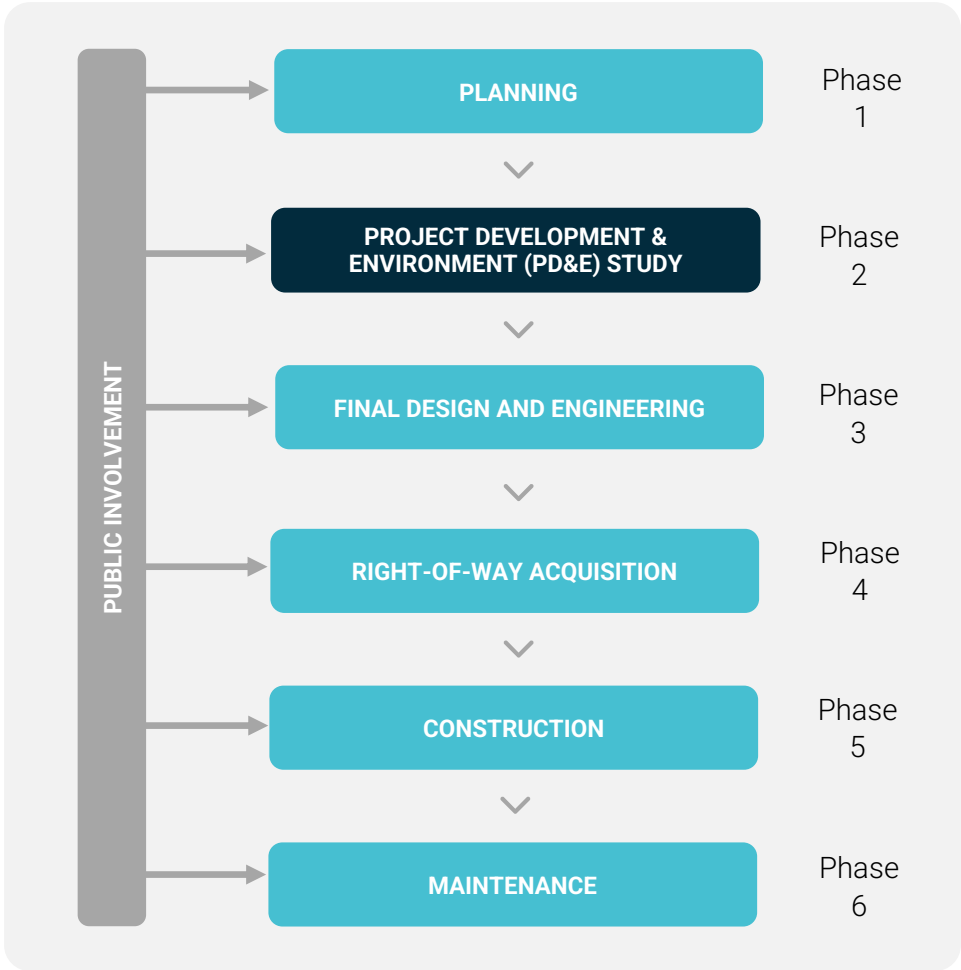 PUBLIC INVOLVEMENT
PLANNING
Phase
1
PROJECT DEVELOPMENT &
ENVIRONMENT (PD&E) STUDY
Phase
2
FINAL DESIGN AND ENGINEERING
Phase
3
RIGHT-OF-WAY ACQUISITION
Phase
4
CONSTRUCTION
Phase
5
MAINTENANCE
Phase
6